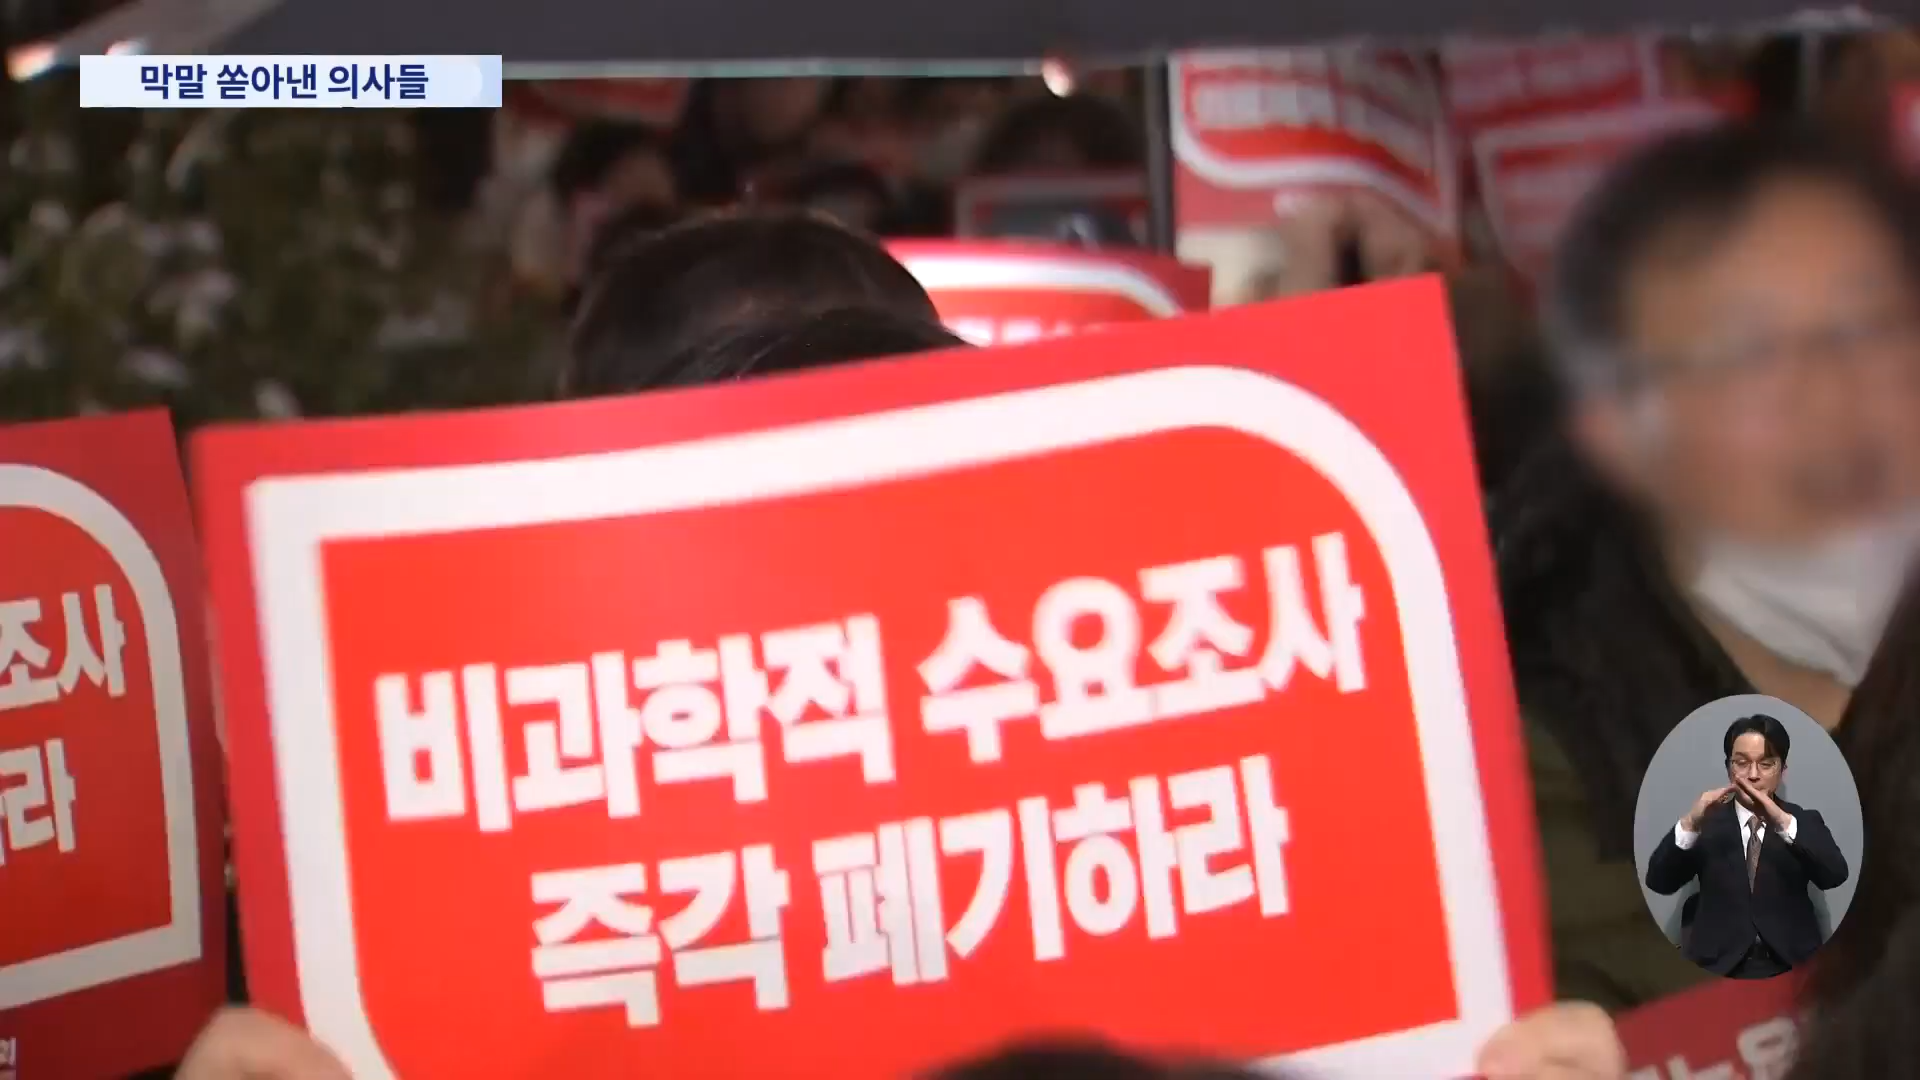 막말 쏟아낸 의사들
비과학적 수요조사
즉각 폐기하라
조사
라